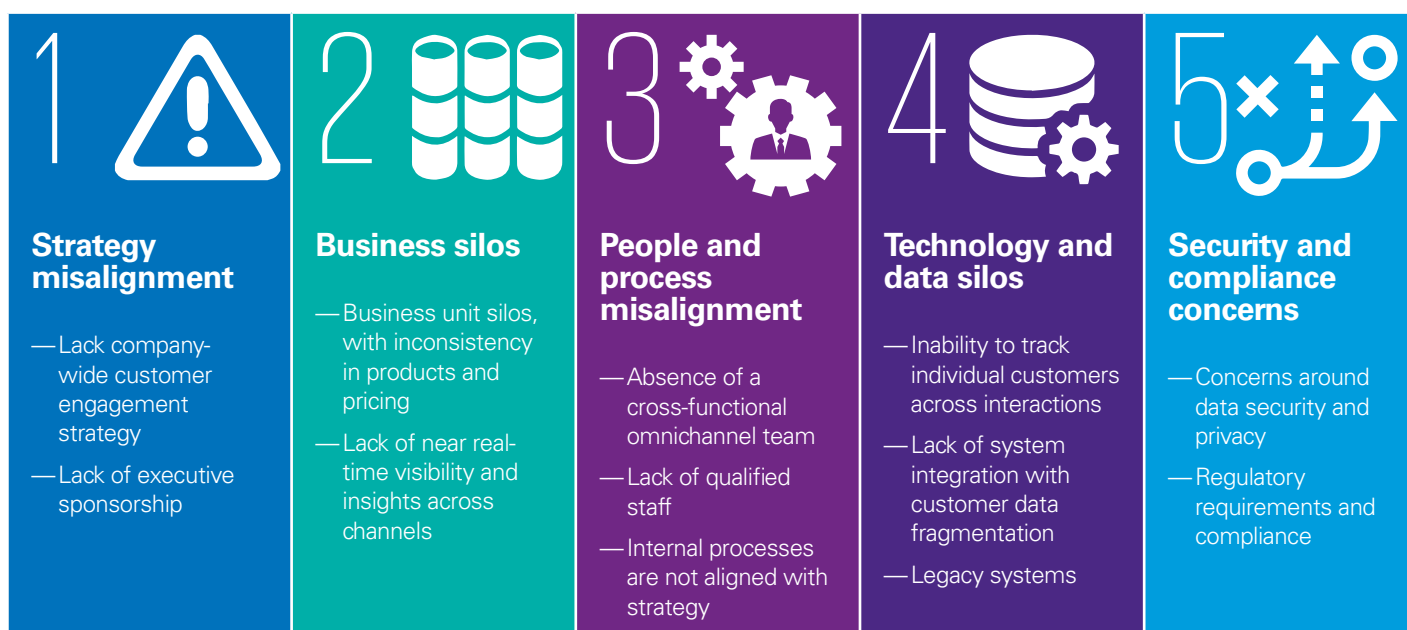 1
Strategy
misalignment
— Lack company-
wide customer
engagement
strategy
— Lack of executive
sponsorship
2
Business silos
— Business unit silos,
with inconsistency
in products and
pricing
— Lack of near real-
time visibility and
insights across
channels
3
People and
process
misalignment
— Absence of a
cross-functional
omnichannel team
— Lack of qualified
staff
— Internal processes
are not aligned with
strategy
4
Technology and
data silos
— Inability to track
individual customers
across interactions
— Lack of system
integration with
customer data
fragmentation
— Legacy systems
5
Security and
compliance
concerns
— Concerns around
data security and
privacy
— Regulatory
requirements and
compliance